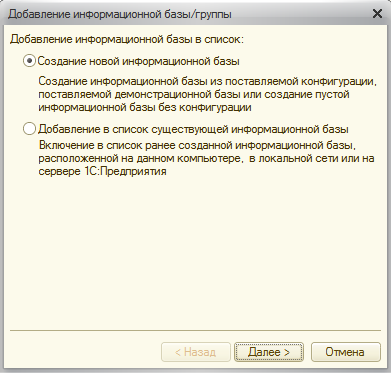 Добавление информационной базы/группы
Добавление информационной базы в список:
Создание новой информационной базы
Создание информационной базы из поставляемой конфигурации,
поставляемой демонстрационной базы или создание пустой
информационной базы без конфигурации
Добавление в список существующей информационной базы
Включение в список ранее созданной информационной базы,
расположенной на данном компьютере, в локальной сети или на
сервере 1С:Предприятия
< Назад
Далее >
Отмена